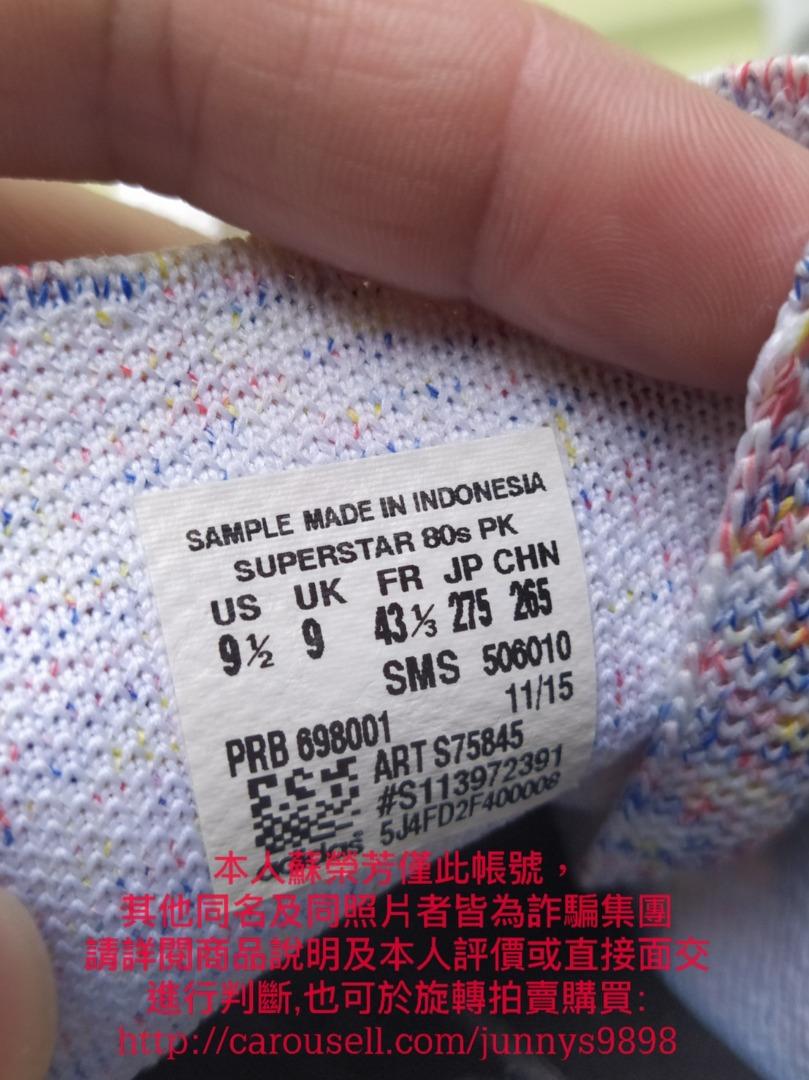 SAMPLE MADE IN INDONESIA
SUPERSTAR 80s PK
US UK FR JP CHN
9½ 9 43⅓ 275 265
SMS 506010
11/15
PRB 698001
ART S75845
#S113972391
5J4FD2F400008
adidas
本人蘇榮芳僅此帳號，
其他同名及同照片者皆為詐騙集團
請詳閱商品說明及本人評價或直接面交
進行判斷,也可於旋轉拍賣購買:
http://carousell.com/junnys9898